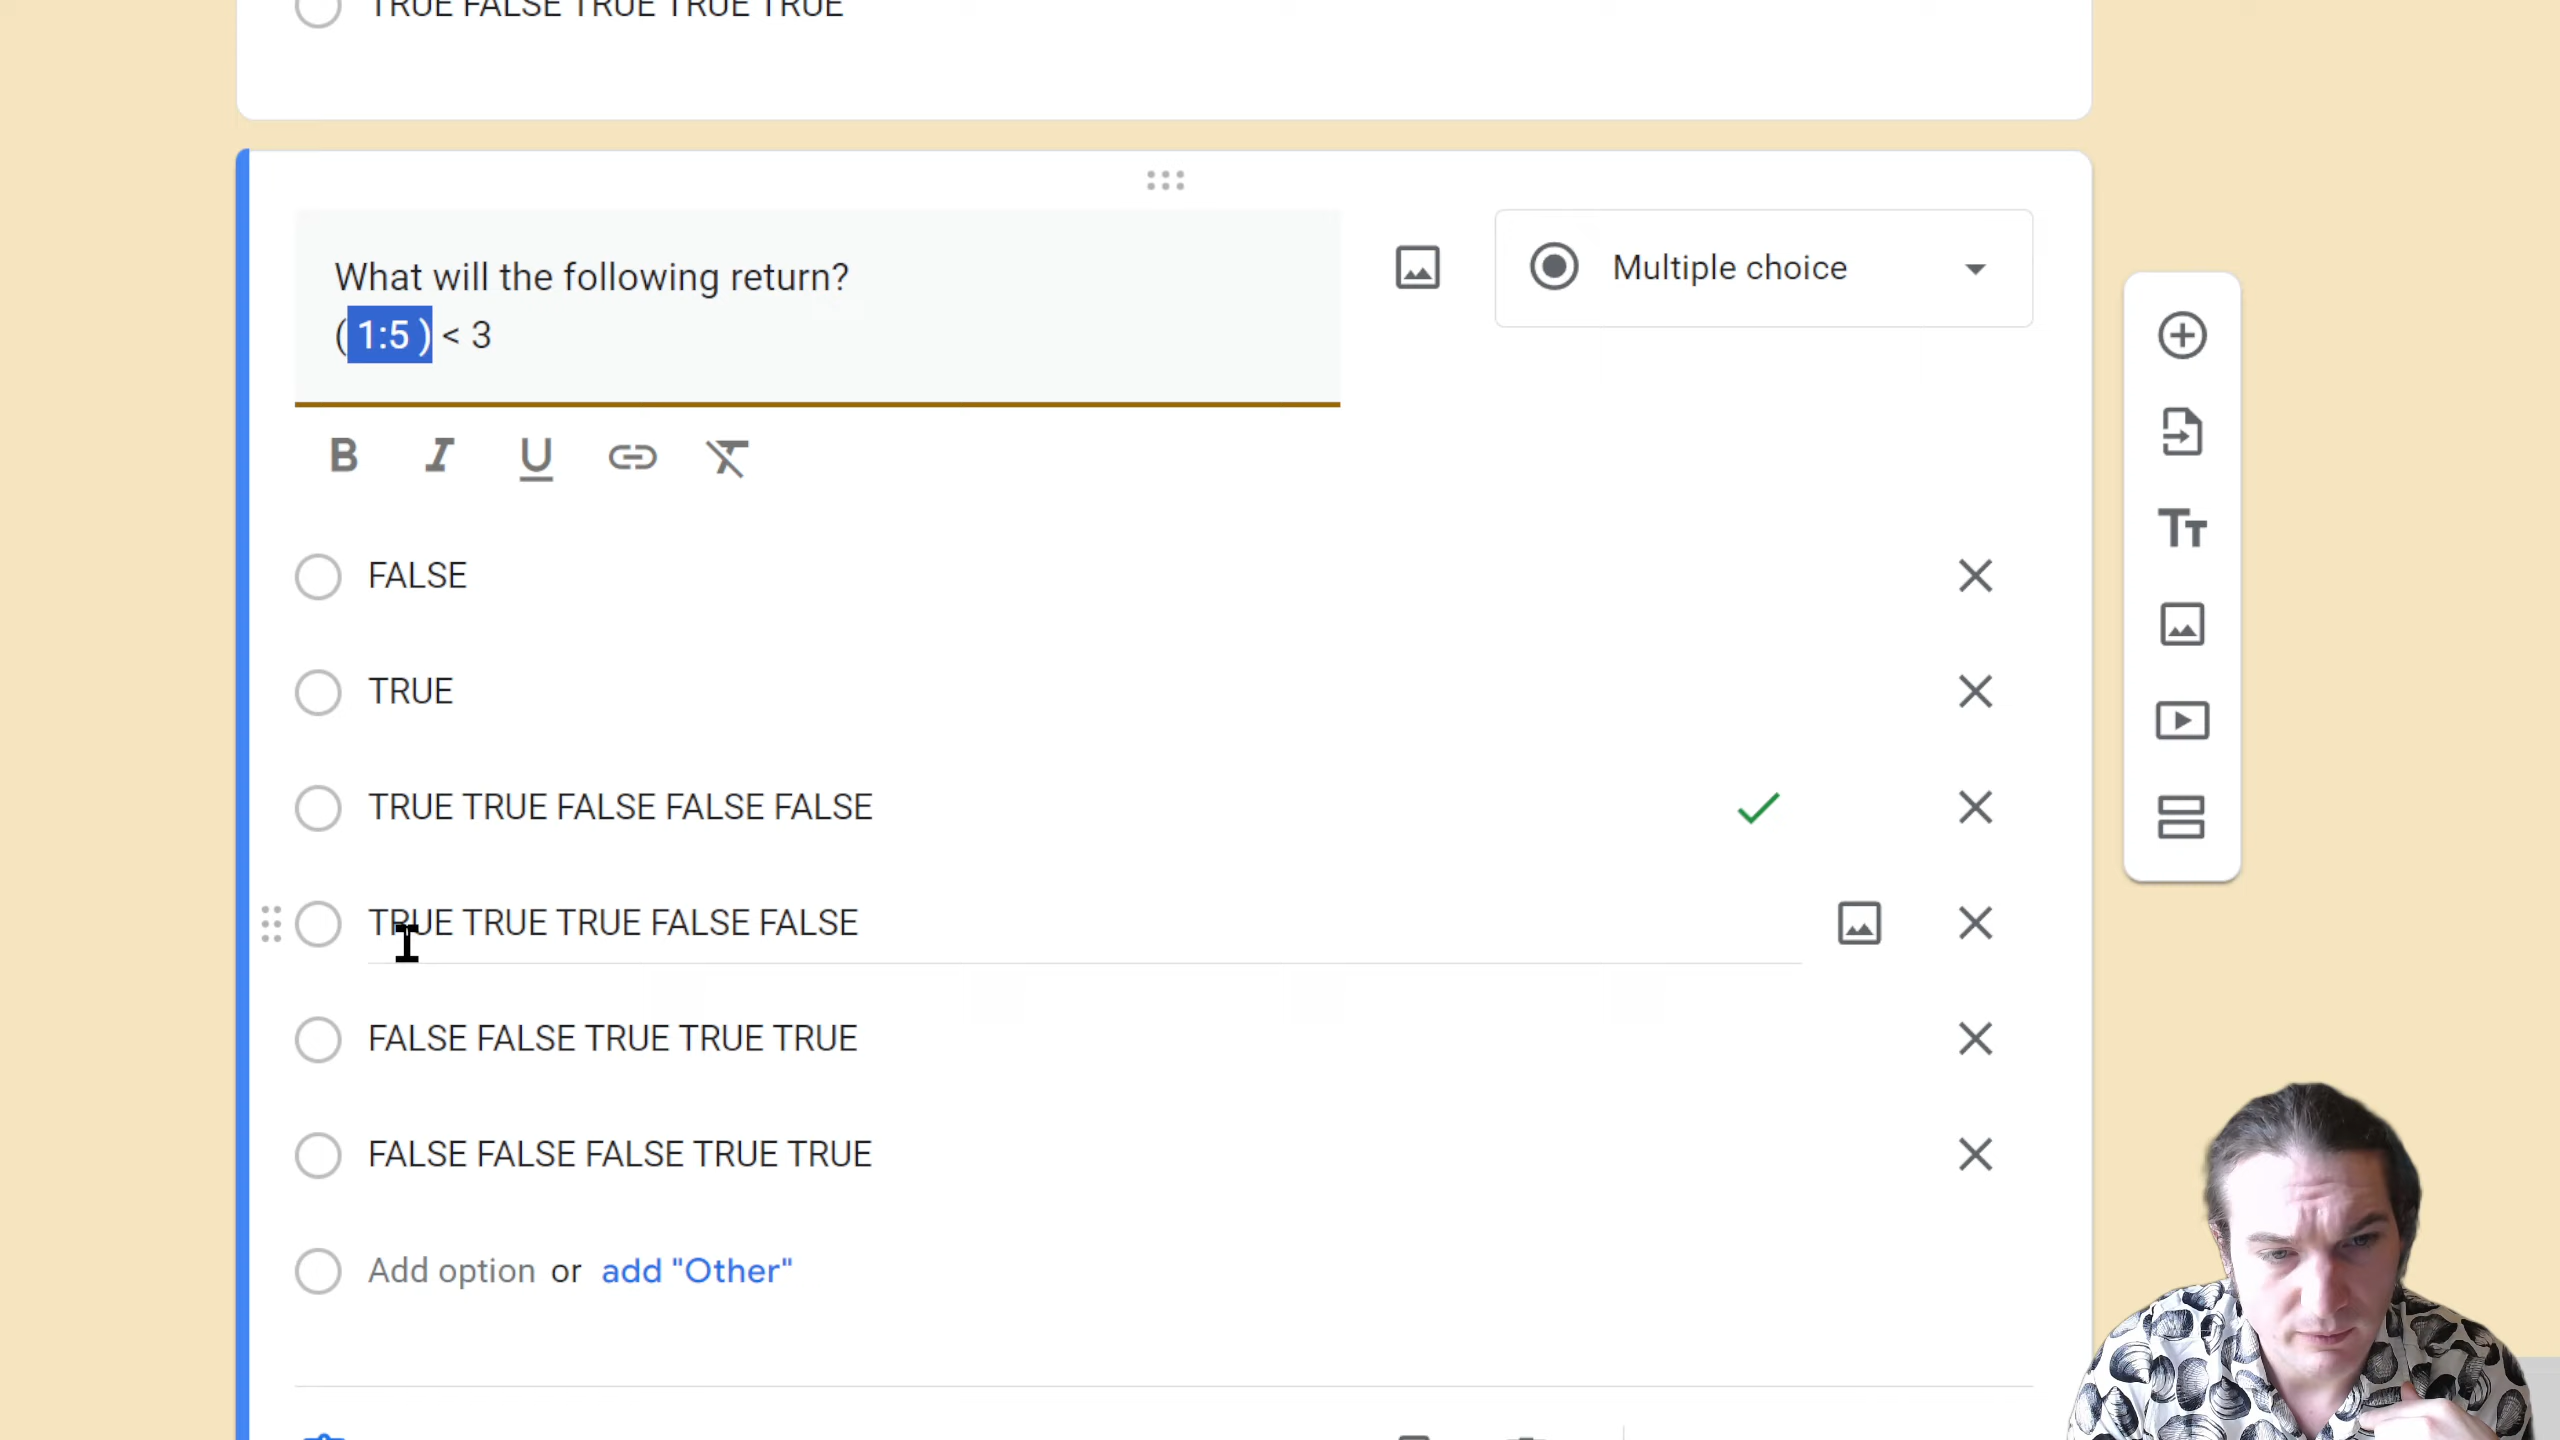 TRUE FALSE TRUE TRUE TRUE
What will the following return?
( 1:5 ) < 3
Multiple choice
B I U
FALSE
TRUE
TRUE TRUE FALSE FALSE FALSE
TRUE TRUE TRUE FALSE FALSE
FALSE FALSE TRUE TRUE TRUE
FALSE FALSE FALSE TRUE TRUE
Add option or add "Other"